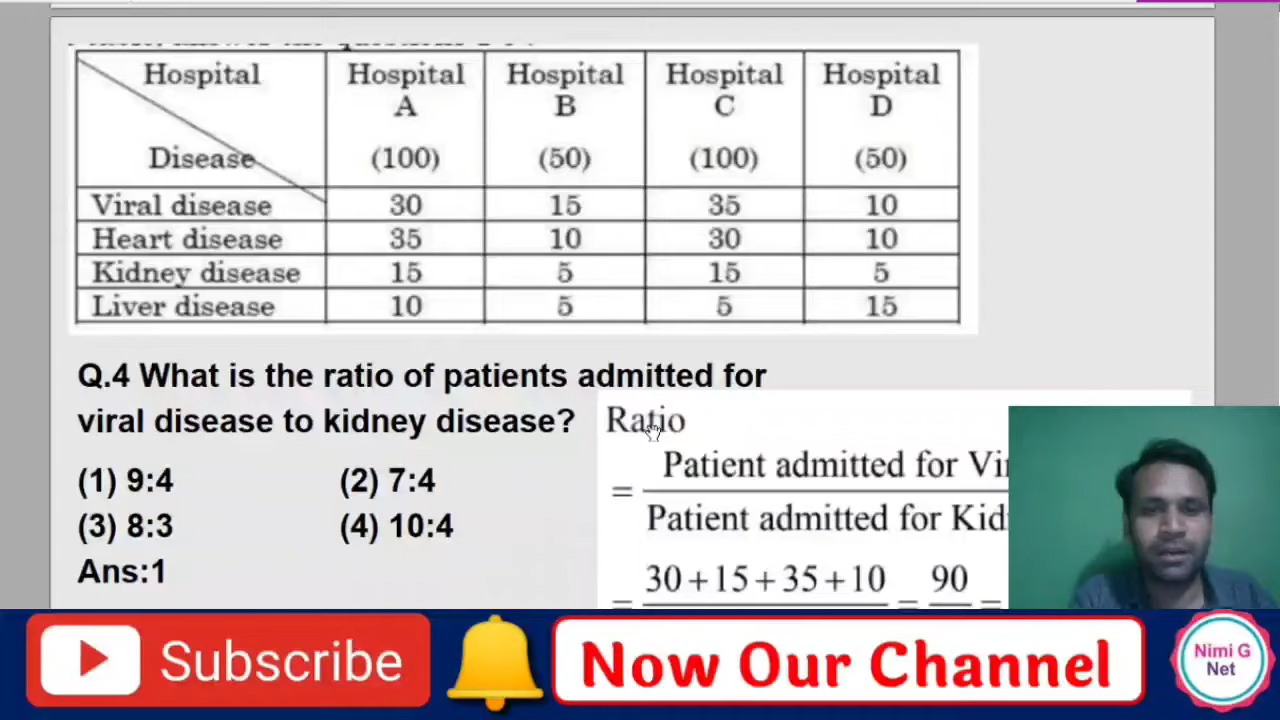 Hospital Hospital Hospital Hospital Hospital
A B C D
Disease (100) (50) (100) (50)
Viral disease 30 15 35 10
Heart disease 35 10 30 10
Kidney disease 15 5 15 5
Liver disease 10 5 5 15
Q.4 What is the ratio of patients admitted for
viral disease to kidney disease?
(1) 9:4 (2) 7:4
(3) 8:3 (4) 10:4
Ans:1
Ratio
Patient admitted for
=
Patient admitted for
30+15+35+10 = 90 =
Subscribe
Now Our Channel
Nimi G
Net